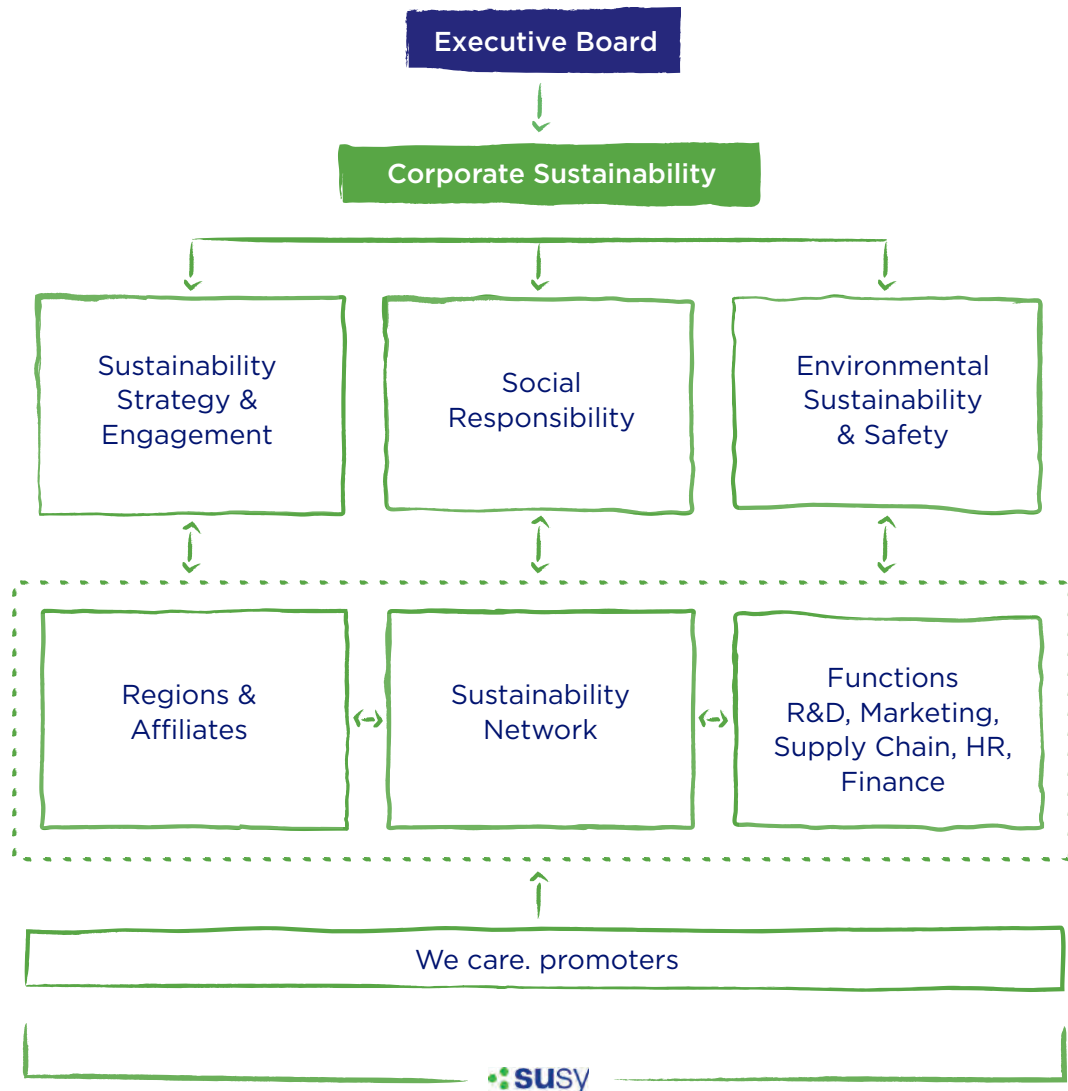 Executive Board
Corporate Sustainability
Sustainability
Strategy &
Engagement
Social
Responsibility
Environmental
Sustainability
& Safety
Regions &
Affiliates
Sustainability
Network
Functions
R&D, Marketing,
Supply Chain, HR,
Finance
We care. promoters
susy